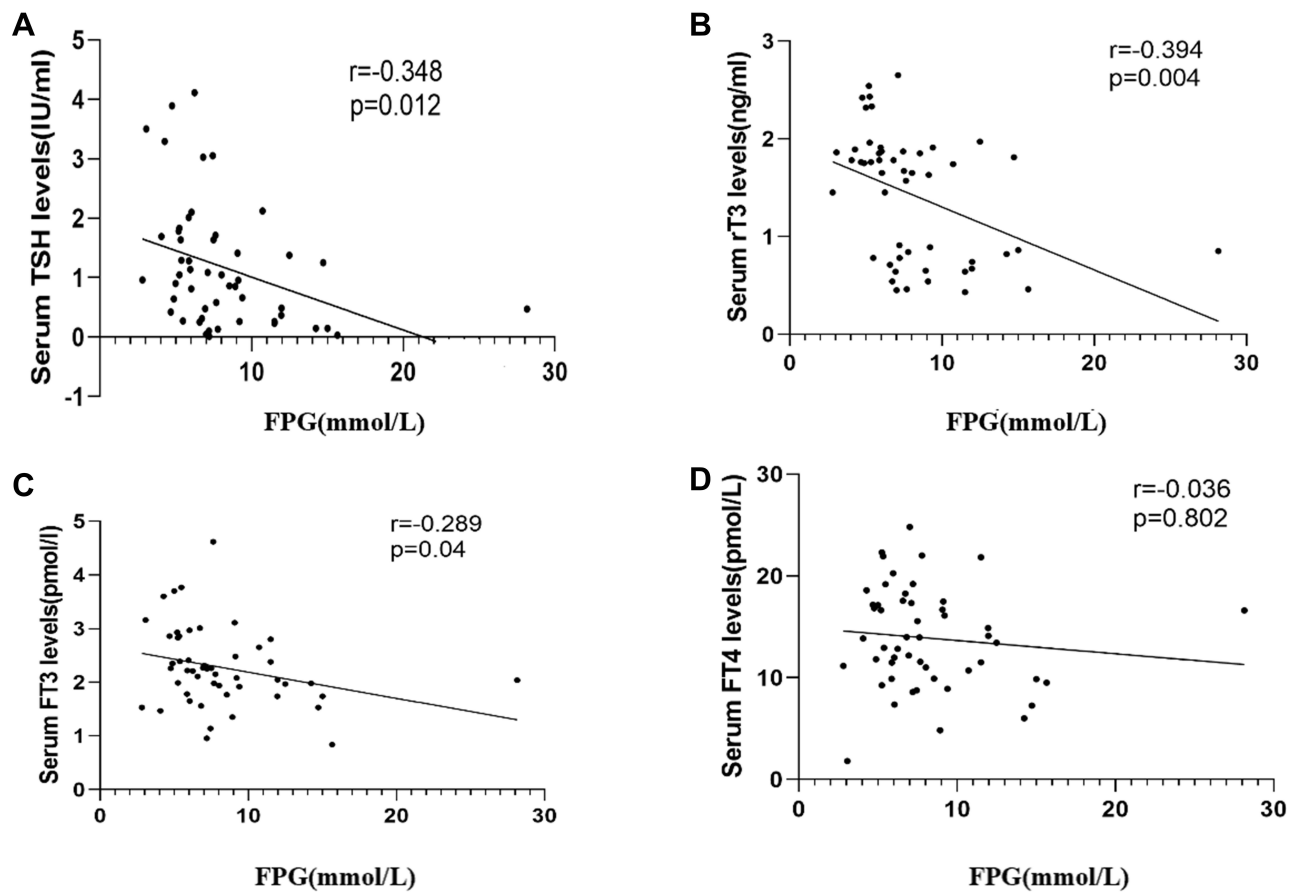 A
Serum TSH levels(IU/ml)
5
4
3
2
1
0
-1
r=-0.348
p=0.012
10
20
30
FPG(mmol/L)
B
Serum rT3 levels(ng/ml)
3
2
1
0
r=-0.394
p=0.004
0
10
20
30
FPG(mmol/L)
C
Serum FT3 levels(pmol/l)
5
4
3
2
1
0
r=-0.289
p=0.04
0
10
20
30
FPG(mmol/L)
D
Serum FT4 levels(pmol/L)
30
20
10
0
r=-0.036
p=0.802
0
10
20
30
FPG(mmol/L)